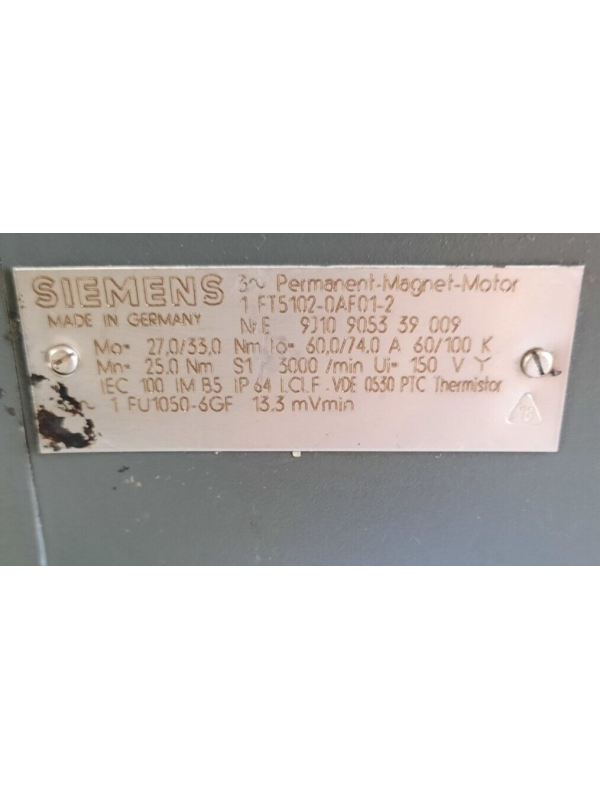 SIEMENS 3~ Permanent-Magnet-Motor
1 FT5102-0AF01-2
MADE IN GERMANY Nr E 9J10 9053 39 009
Mo= 27,0/33,0 Nm Io= 60,0/74,0 A 60/100 K
Mn= 25.0 Nm S1 3000 /min Ui= 150 V Y
IEC 100 IM B5 IP 64 I.Cl.F - VDE 0530 PTC Thermistor
~ 1 FU1050-6GF 13.3 mVmin